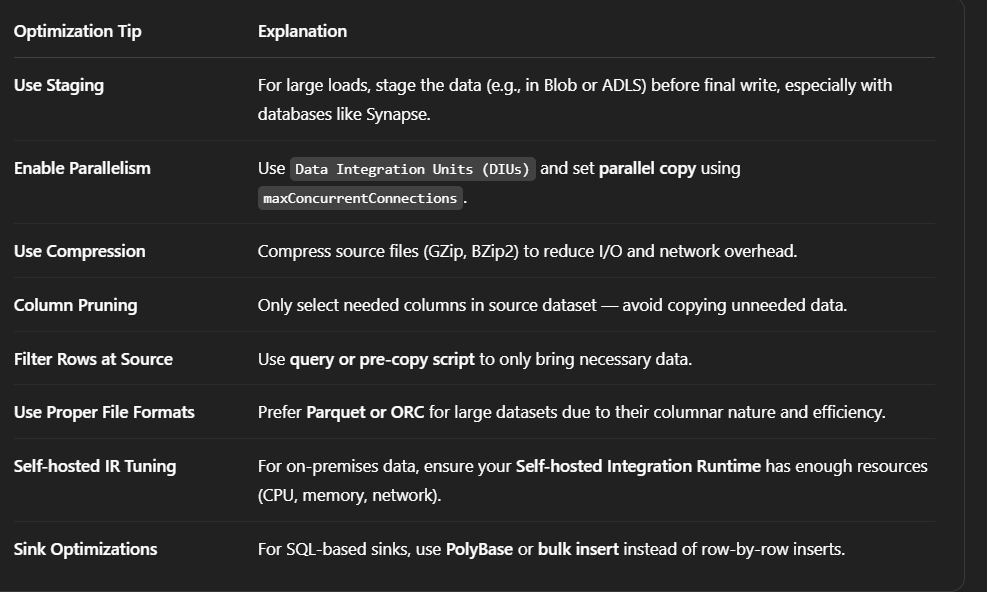 Optimization Tip Explanation
Use Staging For large loads, stage the data (e.g., in Blob or ADLS) before final write, especially with
databases like Synapse.
Enable Parallelism Use Data Integration Units (DIUs) and set parallel copy using
maxConcurrentConnections.
Use Compression Compress source files (GZip, BZip2) to reduce I/O and network overhead.
Column Pruning Only select needed columns in source dataset — avoid copying unneeded data.
Filter Rows at Source Use query or pre-copy script to only bring necessary data.
Use Proper File Formats Prefer Parquet or ORC for large datasets due to their columnar nature and efficiency.
Self-hosted IR Tuning For on-premises data, ensure your Self-hosted Integration Runtime has enough resources
(CPU, memory, network).
Sink Optimizations For SQL-based sinks, use PolyBase or bulk insert instead of row-by-row inserts.